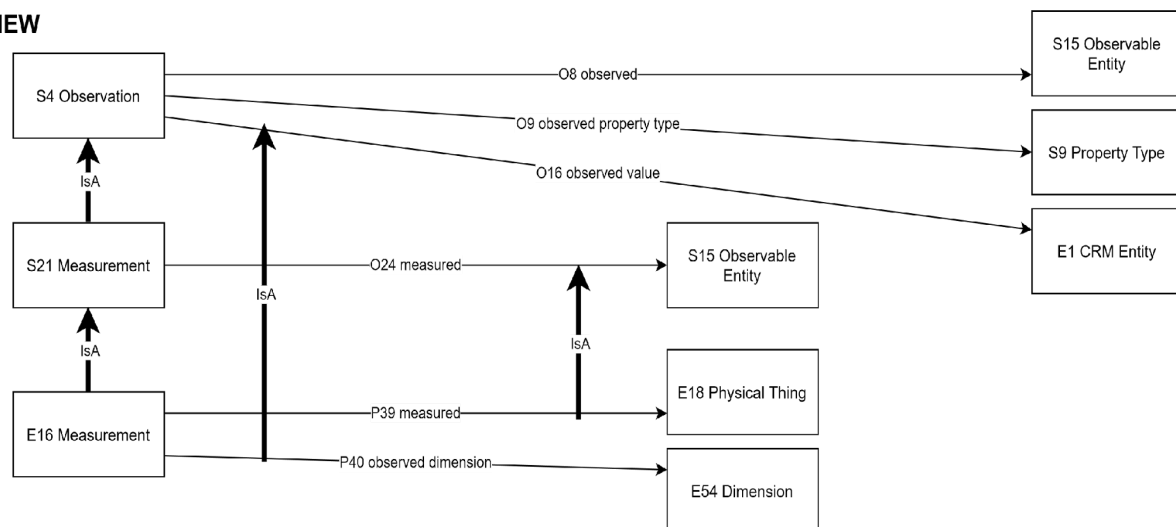 IEW
S15 Observable
Entity
S4 Observation
O8 observed
O9 observed property type
S9 Property Type
O16 observed value
IsA
E1 CRM Entity
S21 Measurement
O24 measured
S15 Observable
Entity
IsA
IsA
IsA
E18 Physical Thing
P39 measured
E16 Measurement
P40 observed dimension
E54 Dimension